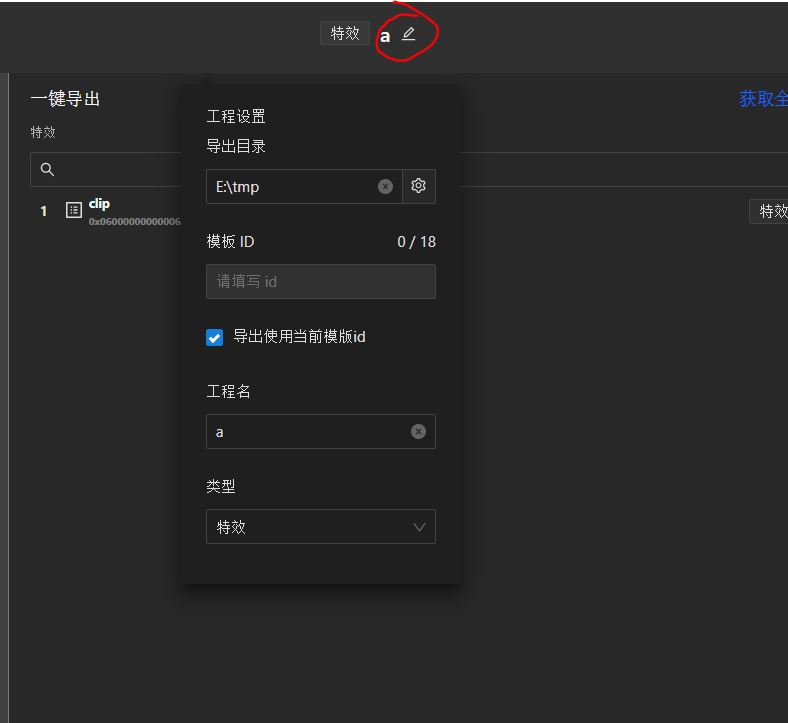 特效 a
一键导出
获取全
特效
1 clip 0x06000000000006
特效
工程设置
导出目录
E:\tmp
模板 ID 0 / 18
请填写 id
导出使用当前模版id
工程名
a
类型
特效